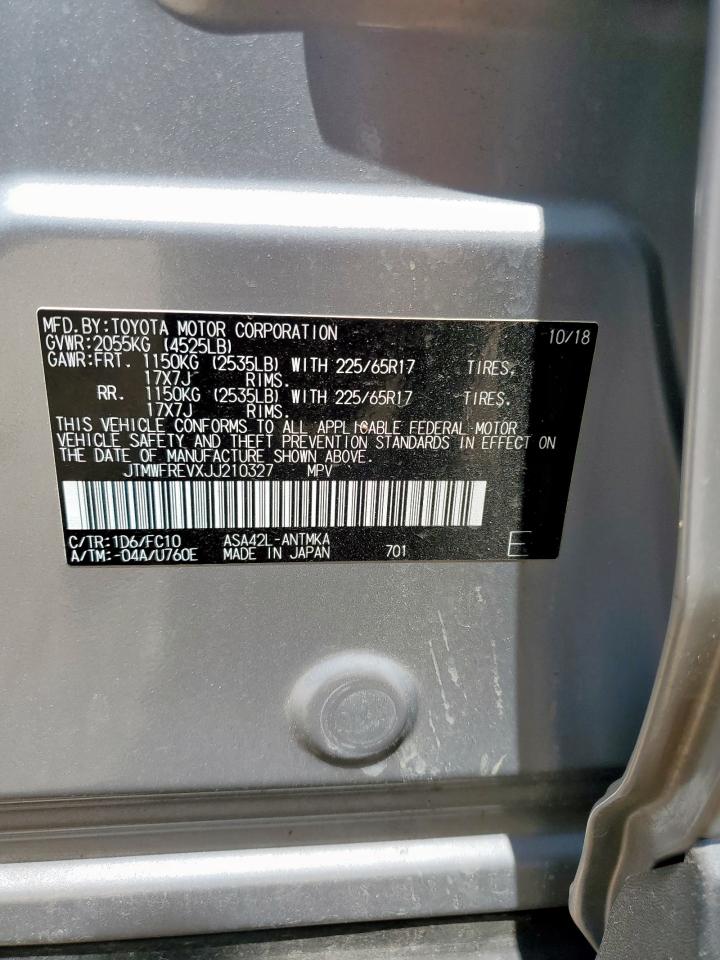 MFD.BY:TOYOTA MOTOR CORPORATION 10/18
GVWR:2055KG (4525LB)
GAWR:FRT. 1150KG (2535LB) WITH 225/65R17 TIRES,
17X7J RIMS.
RR. 1150KG (2535LB) WITH 225/65R17 TIRES.
17X7J RIMS.
THIS VEHICLE CONFORMS TO ALL APPLICABLE FEDERAL MOTOR
VEHICLE SAFETY AND THEFT PREVENTION STANDARDS IN EFFECT ON
THE DATE OF MANUFACTURE SHOWN ABOVE.
JTMWFREVXJJ210327 MPV
C/TR:1D6/FC10 ASA42L-ANTMKA
A/TM:-04A/U760E MADE IN JAPAN 701 E